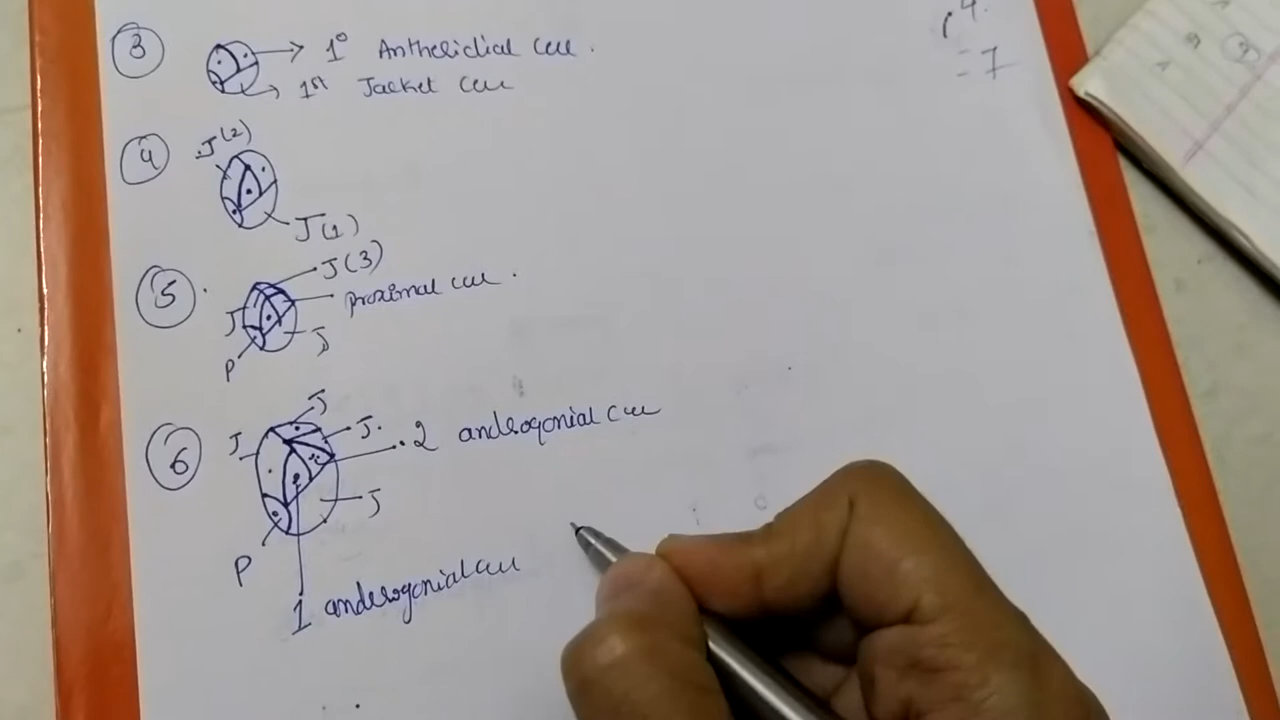 3 1° Antheridial cell.
1st Jacket cell
4 J(2)
J(1)
5 J(3)
proximal cell.
J
J
P
6 J
J J.
2 androgonial cell
J
P
1 androgonial cell
4.
= 7